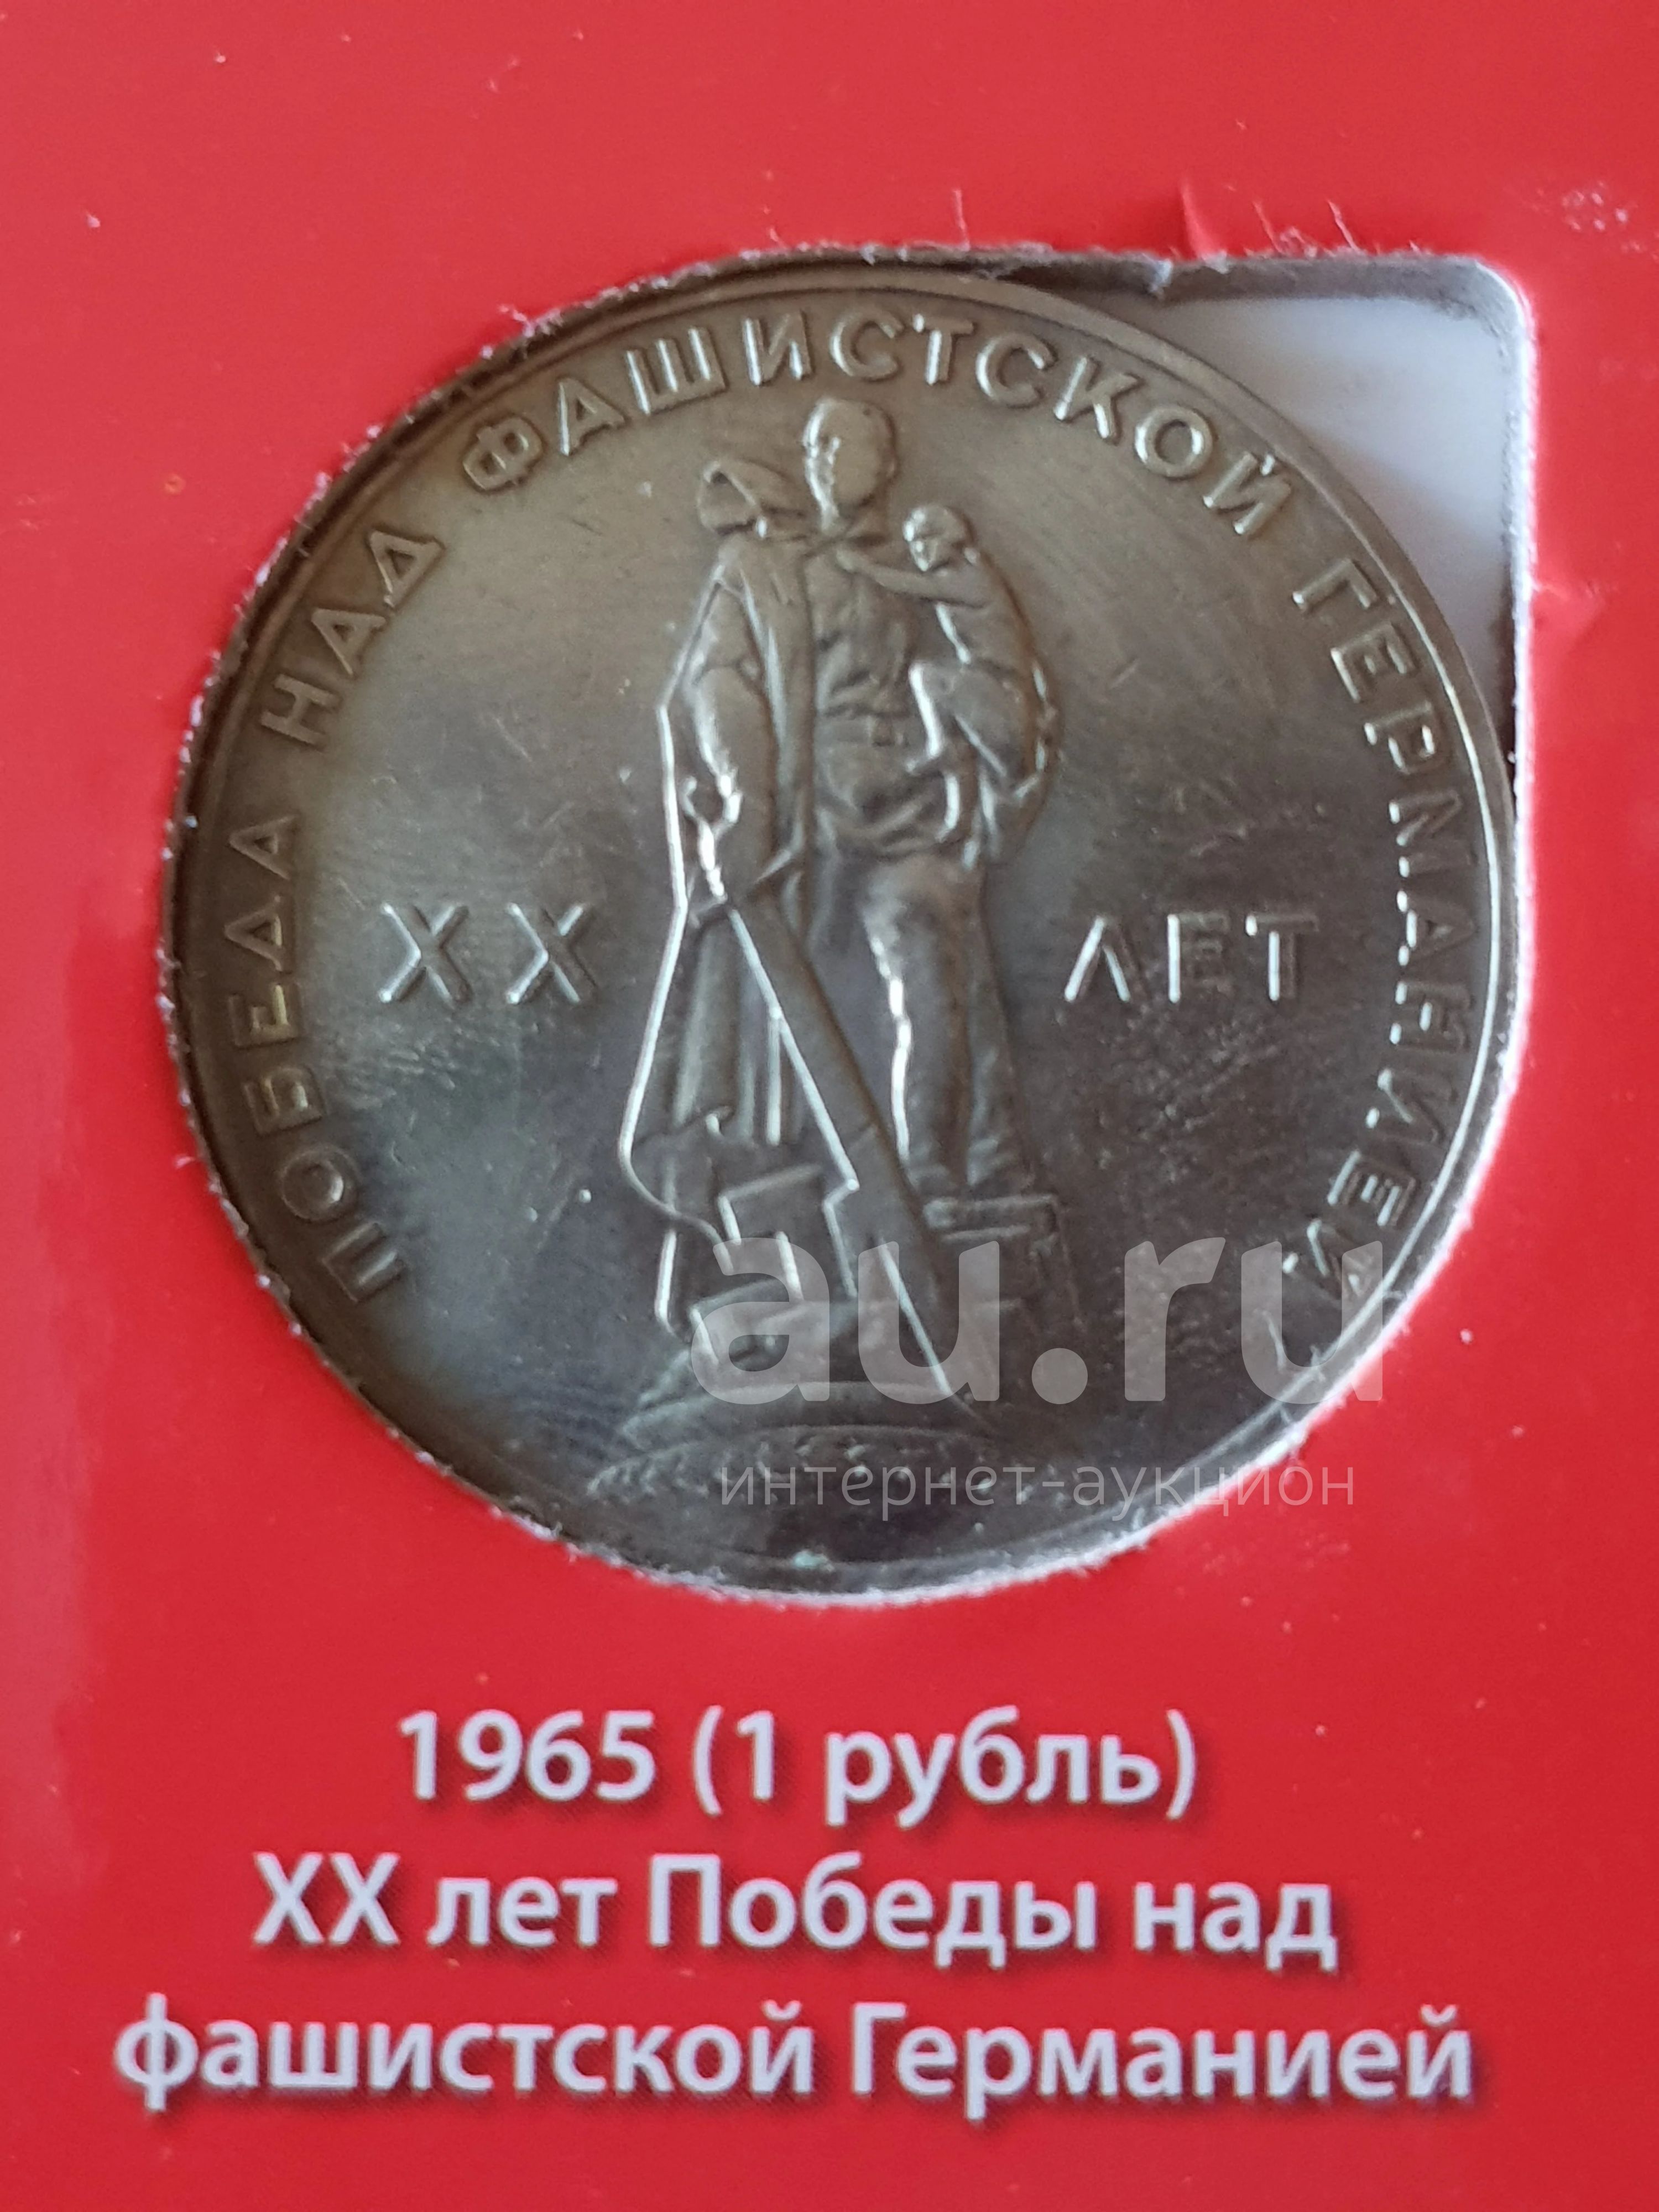 ПОБЕДА НАД ФАШИСТСКОЙ ГЕРМАНИЕЙ
XX ЛЕТ
au.ru
интернет-аукцион
1965 (1 рубль)
XX лет Победы над
фашистской Германией